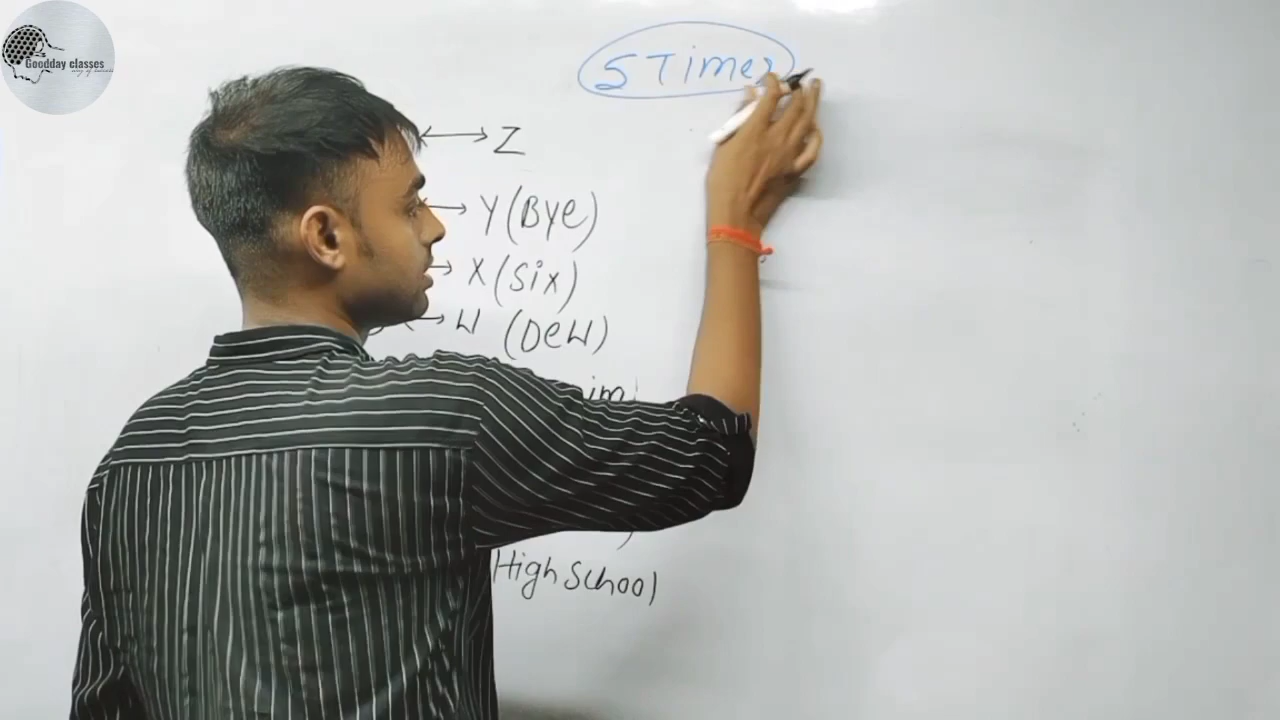 Goodday classes
5 Times
↔ Z
→ Y (Bye)
→ X (Six)
→ W (Dew)
High School)